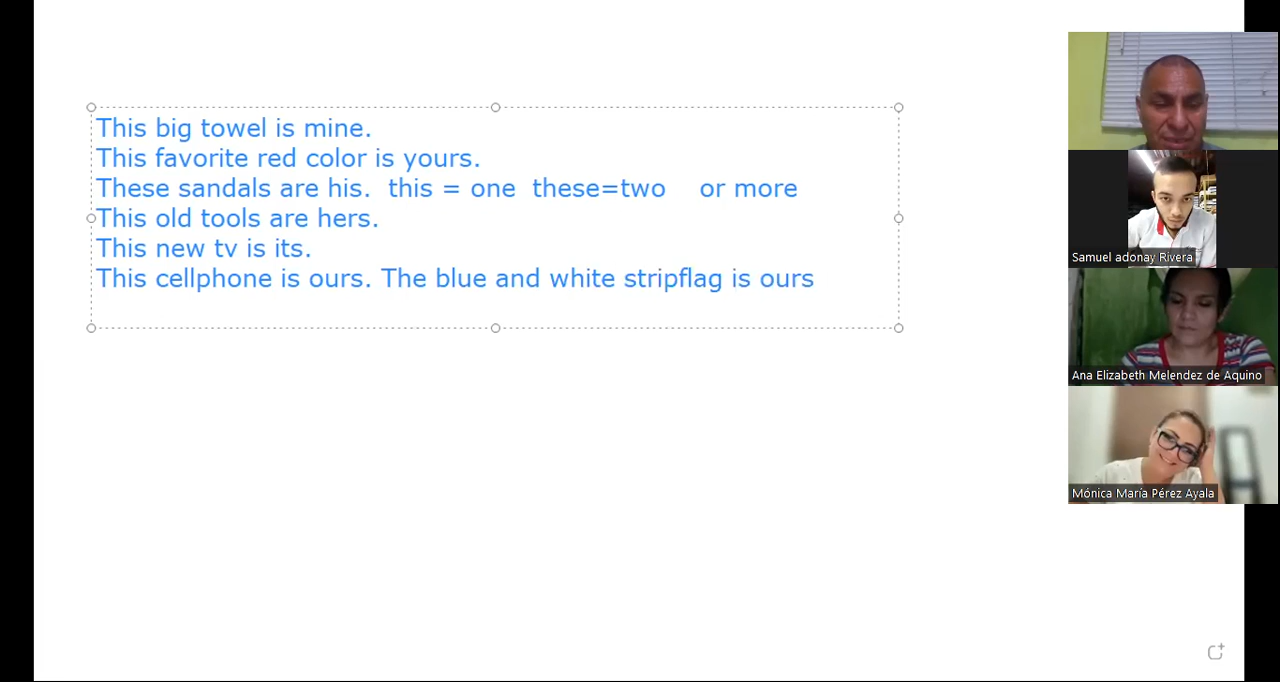 This big towel is mine.
This favorite red color is yours.
These sandals are his.  this = one  these=two    or more
This old tools are hers.
This new tv is its.
This cellphone is ours. The blue and white stripflag is ours
Samuel adonay Rivera
Ana Elizabeth Melendez de Aquino
Mónica María Pérez Ayala